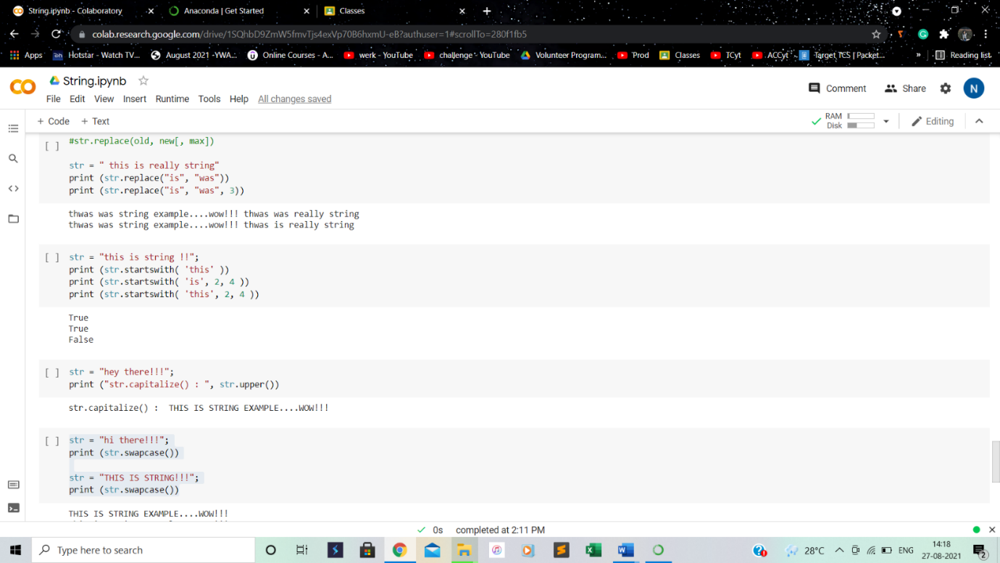 String.ipynb - Colaboratory
Anaconda | Get Started
Classes
colab.research.google.com/drive/1SQhbD9ZmW5fmvTjs4exVp70B6hxmU-eB?authuser=1#scrollTo=280f1fb5
Apps
Hotstar - Watch TV...
August 2021 -YWA...
Online Courses - A...
werk - YouTube
challenge - YouTube
Volunteer Program...
'Prod
Classes
TCyt
ACCyt
Target TCS | Packet...
»
Reading list
String.ipynb
Comment
Share
N
File Edit View Insert Runtime Tools Help All changes saved
+ Code + Text
RAM
Disk
Editing
[ ] #str.replace(old, new[, max])
str = " this is really string"
print (str.replace("is", "was"))
print (str.replace("is", "was", 3))
thwas was string example....wow!!! thwas was really string
thwas was string example....wow!!! thwas is really string
[ ] str = "this is string !!";
print (str.startswith( 'this' ))
print (str.startswith( 'is', 2, 4 ))
print (str.startswith( 'this', 2, 4 ))
True
True
False
[ ] str = "hey there!!!";
print ("str.capitalize() : ", str.upper())
str.capitalize() :  THIS IS STRING EXAMPLE....WOW!!!
[ ] str = "hi there!!!";
print (str.swapcase())
str = "THIS IS STRING!!!";
print (str.swapcase())
THIS IS STRING EXAMPLE....WOW!!!
0s completed at 2:11 PM
Type here to search
28°C
ENG
14:18
27-08-2021
2